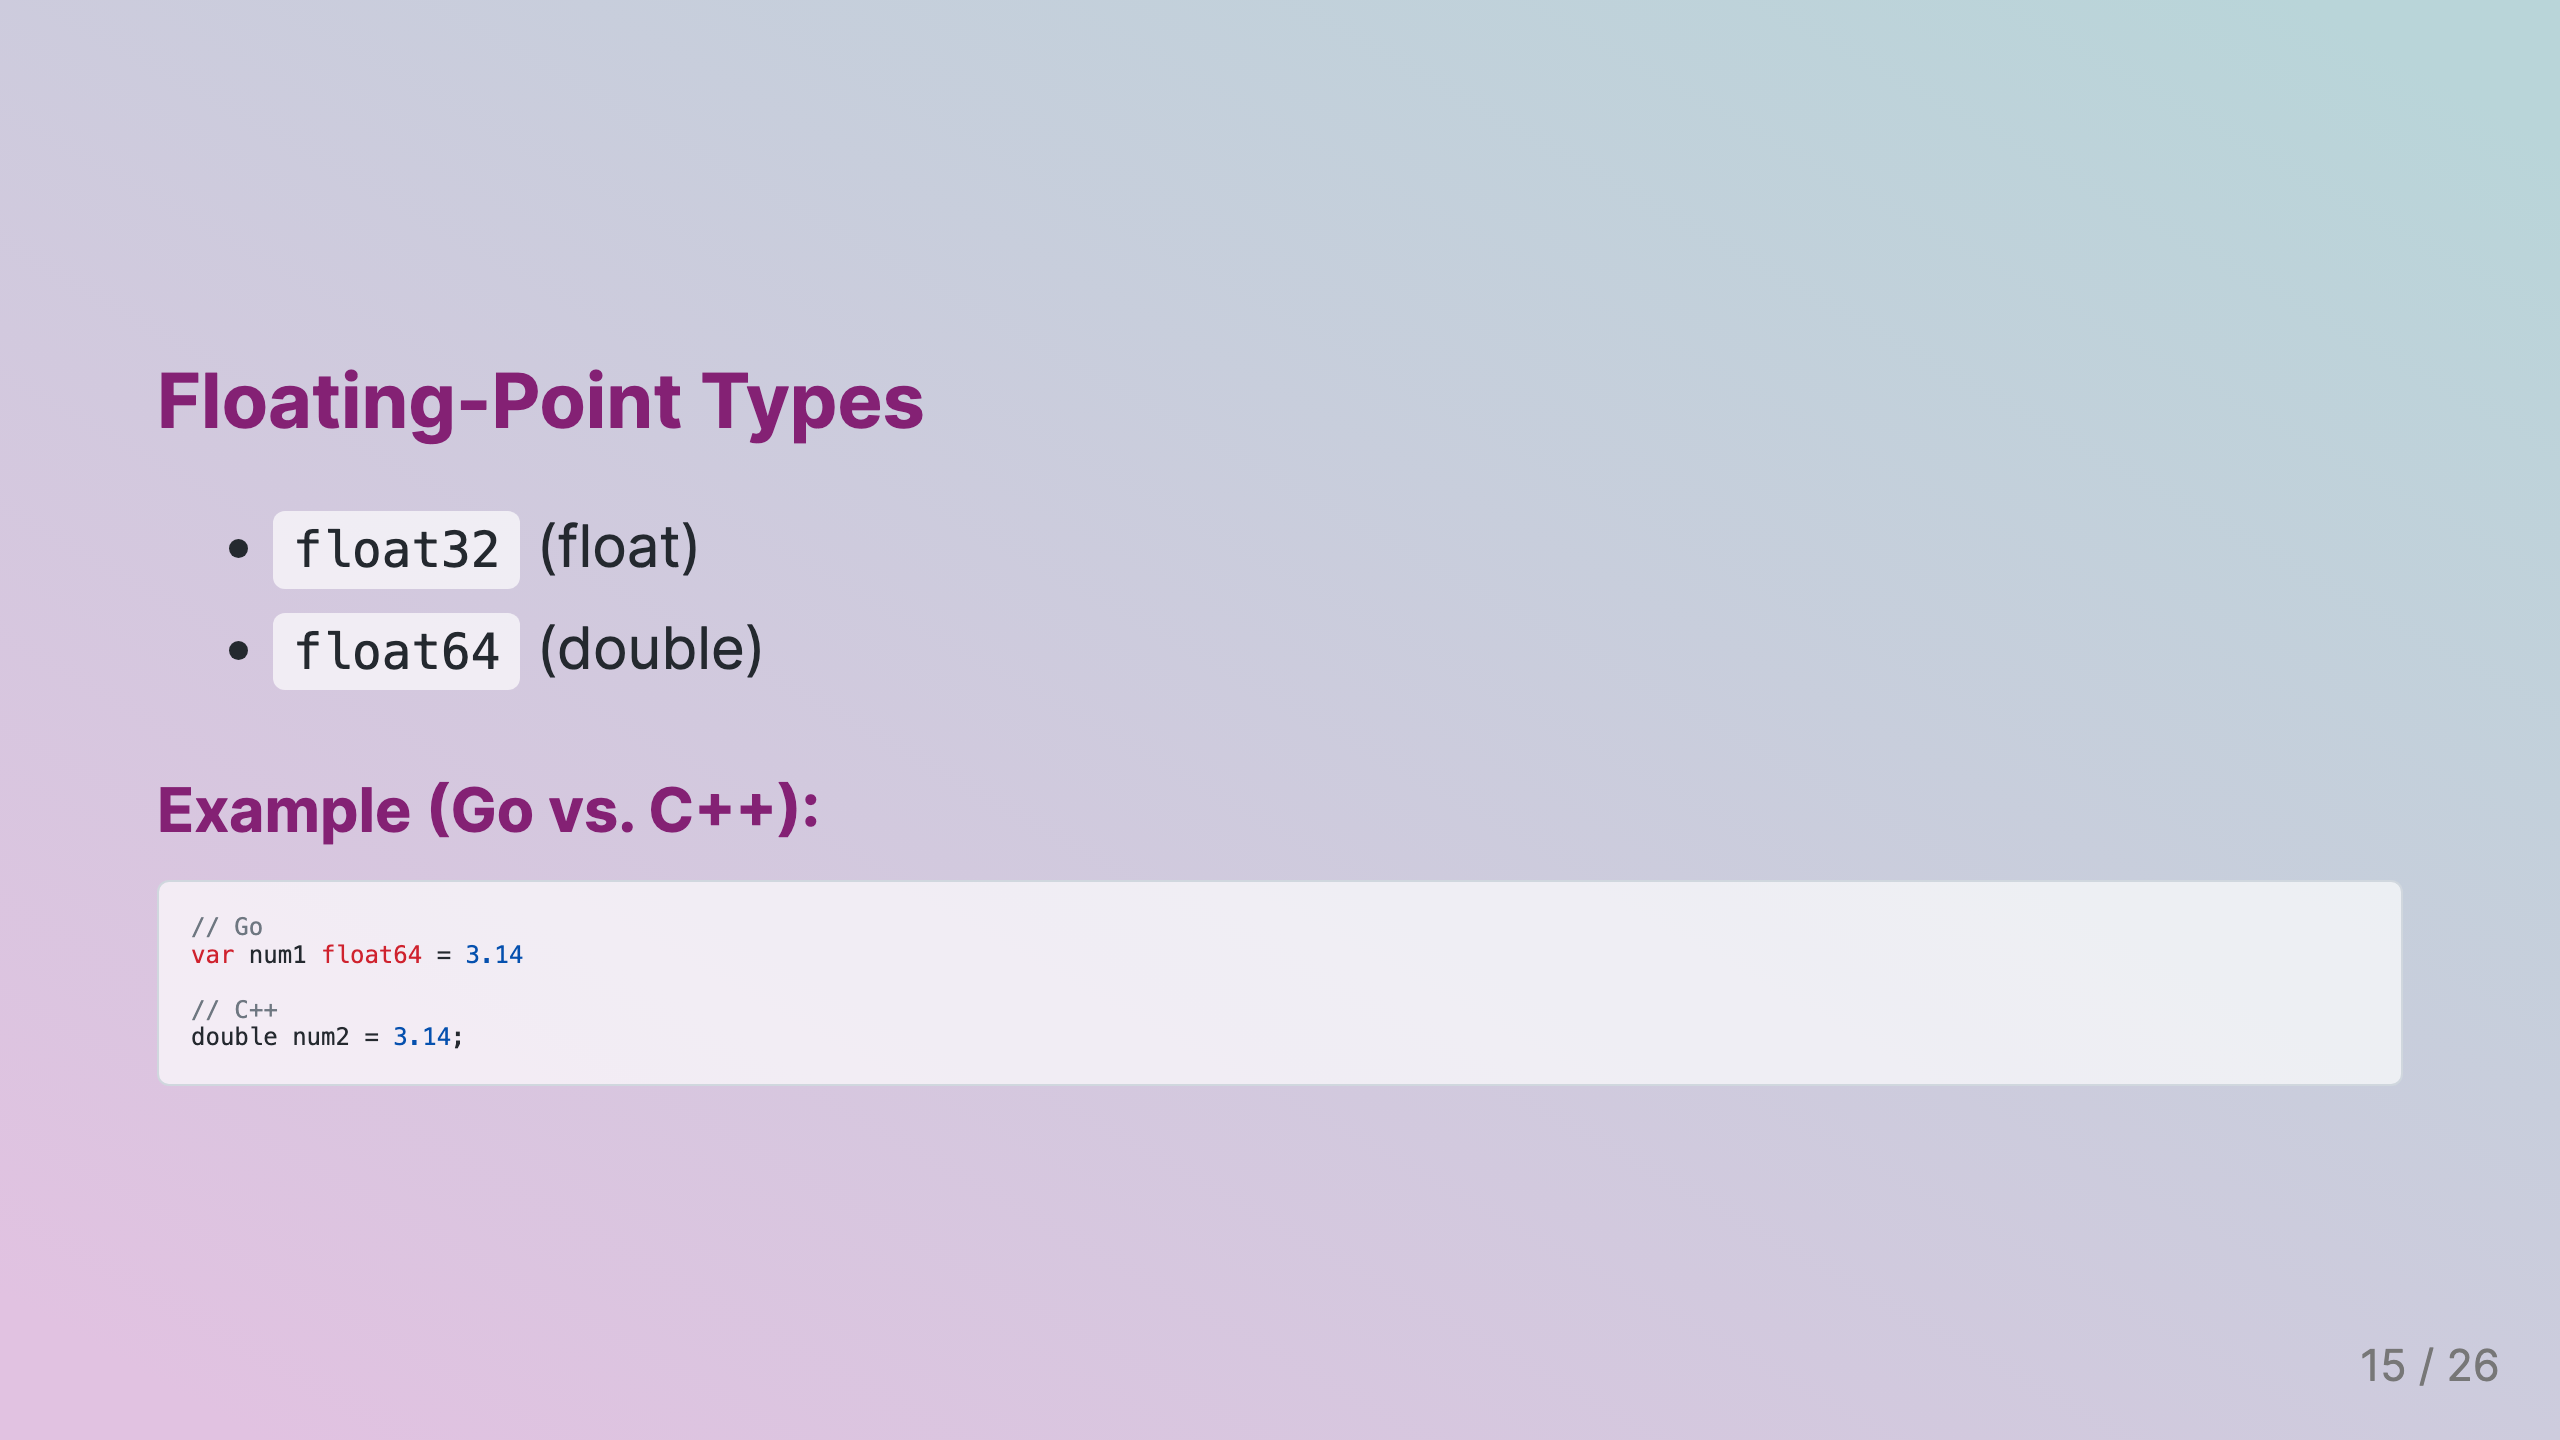 Floating-Point Types
• float32 (float)
• float64 (double)
Example (Go vs. C++):
// Go
var num1 float64 = 3.14
// C++
double num2 = 3.14;
15 / 26